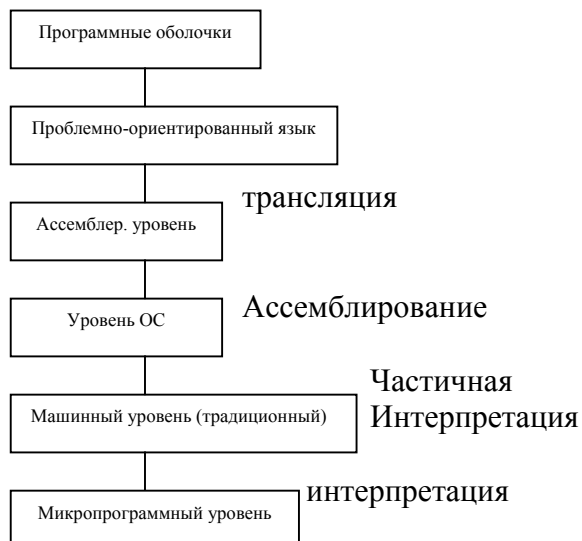 Программные оболочки
Проблемно-ориентированный язык
трансляция
Ассемблер. уровень
Ассемблирование
Уровень ОС
Частичная
Интерпретация
Машинный уровень (традиционный)
интерпретация
Микропрограммный уровень